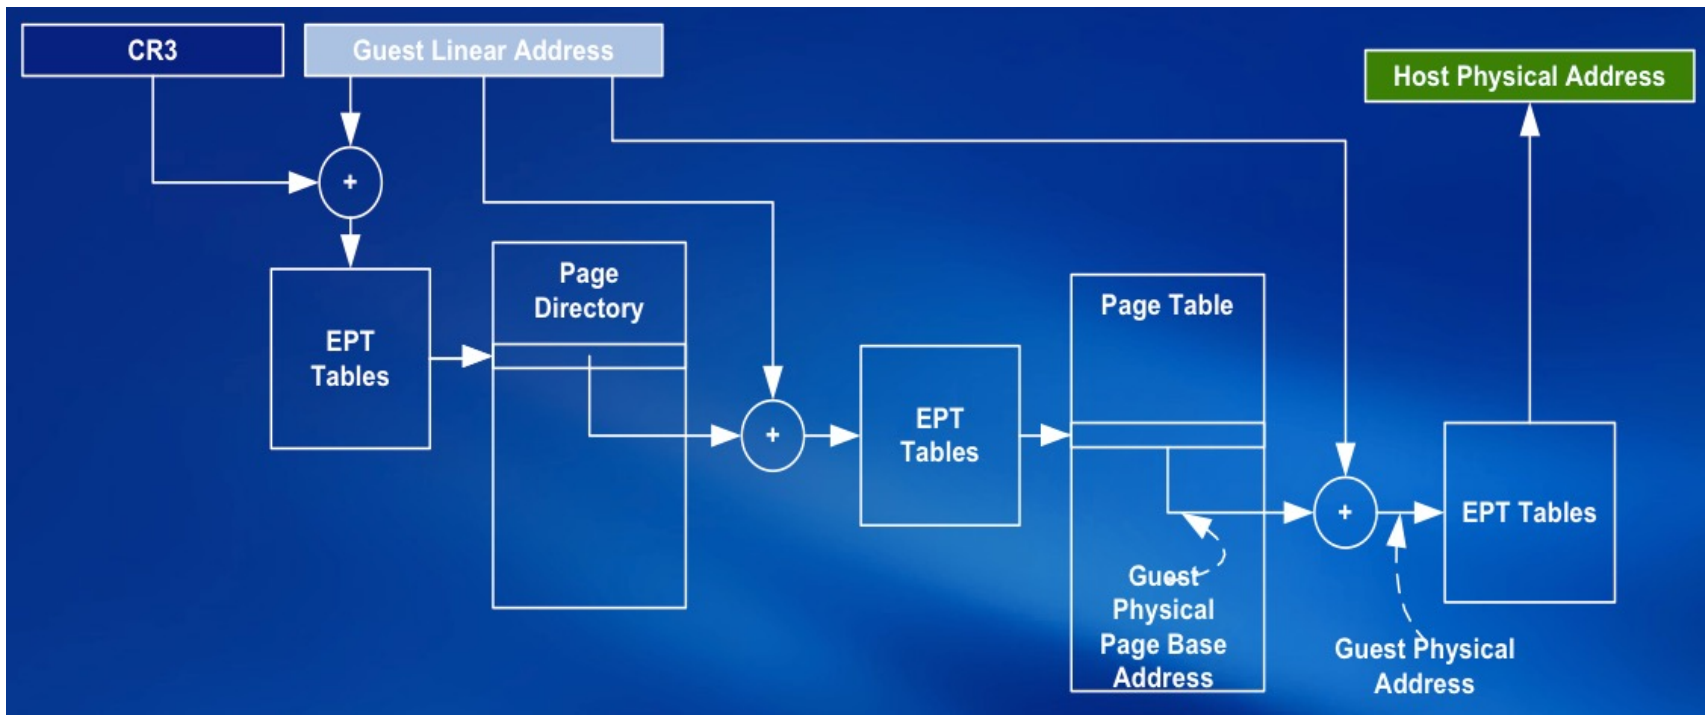 CR3
Guest Linear Address
Host Physical Address
+
Page
Directory
EPT
Tables
+
Page Table
EPT
Tables
+
EPT Tables
Guest
Physical
Page Base
Address
Guest Physical
Address